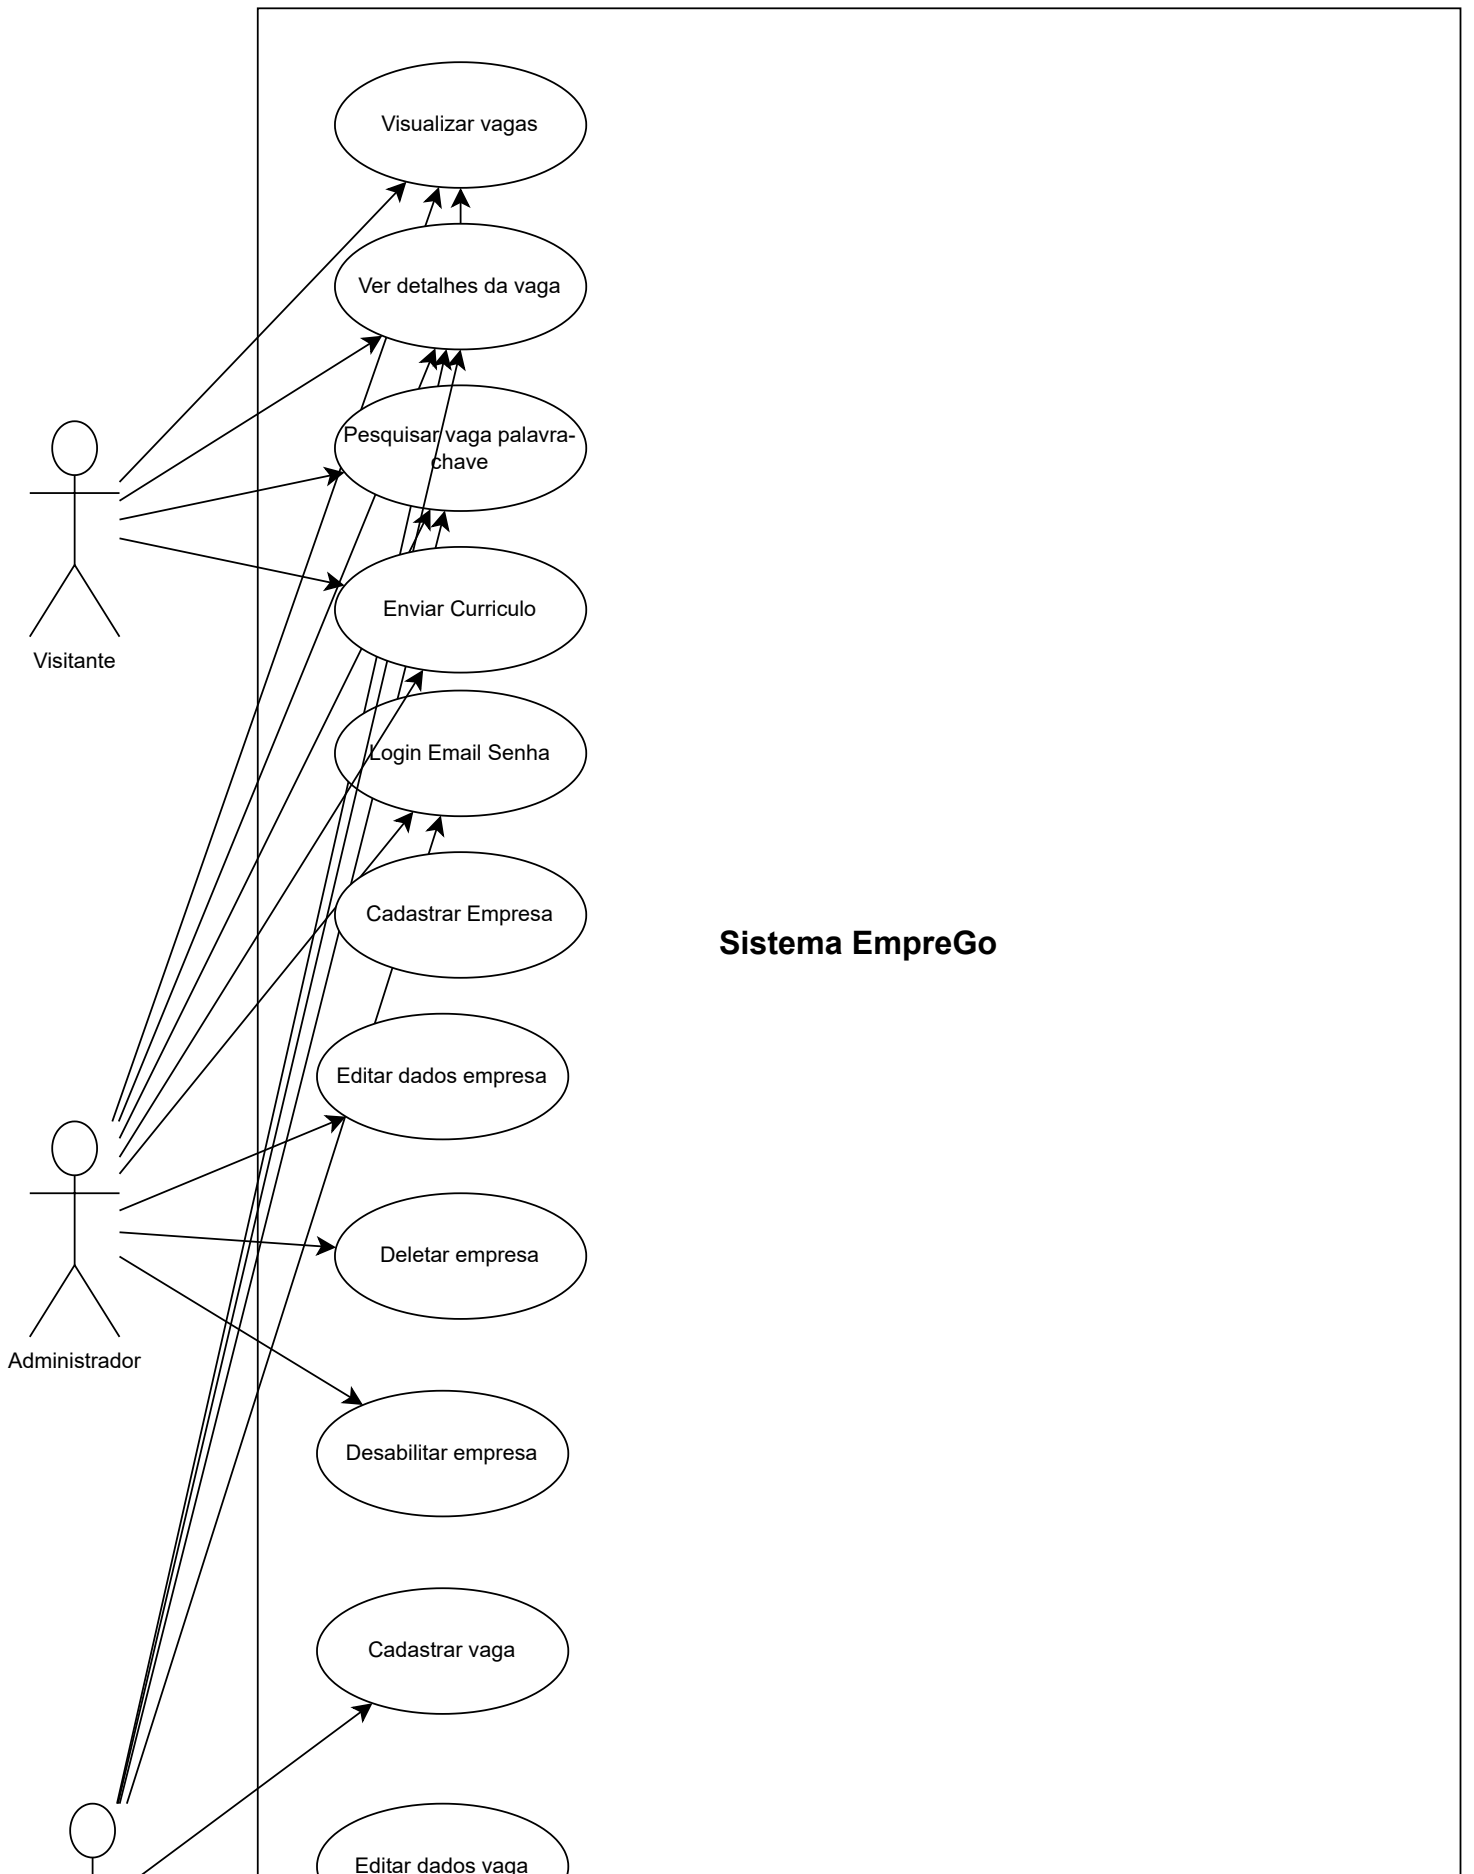 Visualizar vagas
Ver detalhes da vaga
Pesquisar vaga palavra-
chave
Enviar Curriculo
Visitante
Login Email Senha
Cadastrar Empresa
Sistema EmpreGo
Editar dados empresa
Deletar empresa
Administrador
Desabilitar empresa
Cadastrar vaga
Editar dados vaga